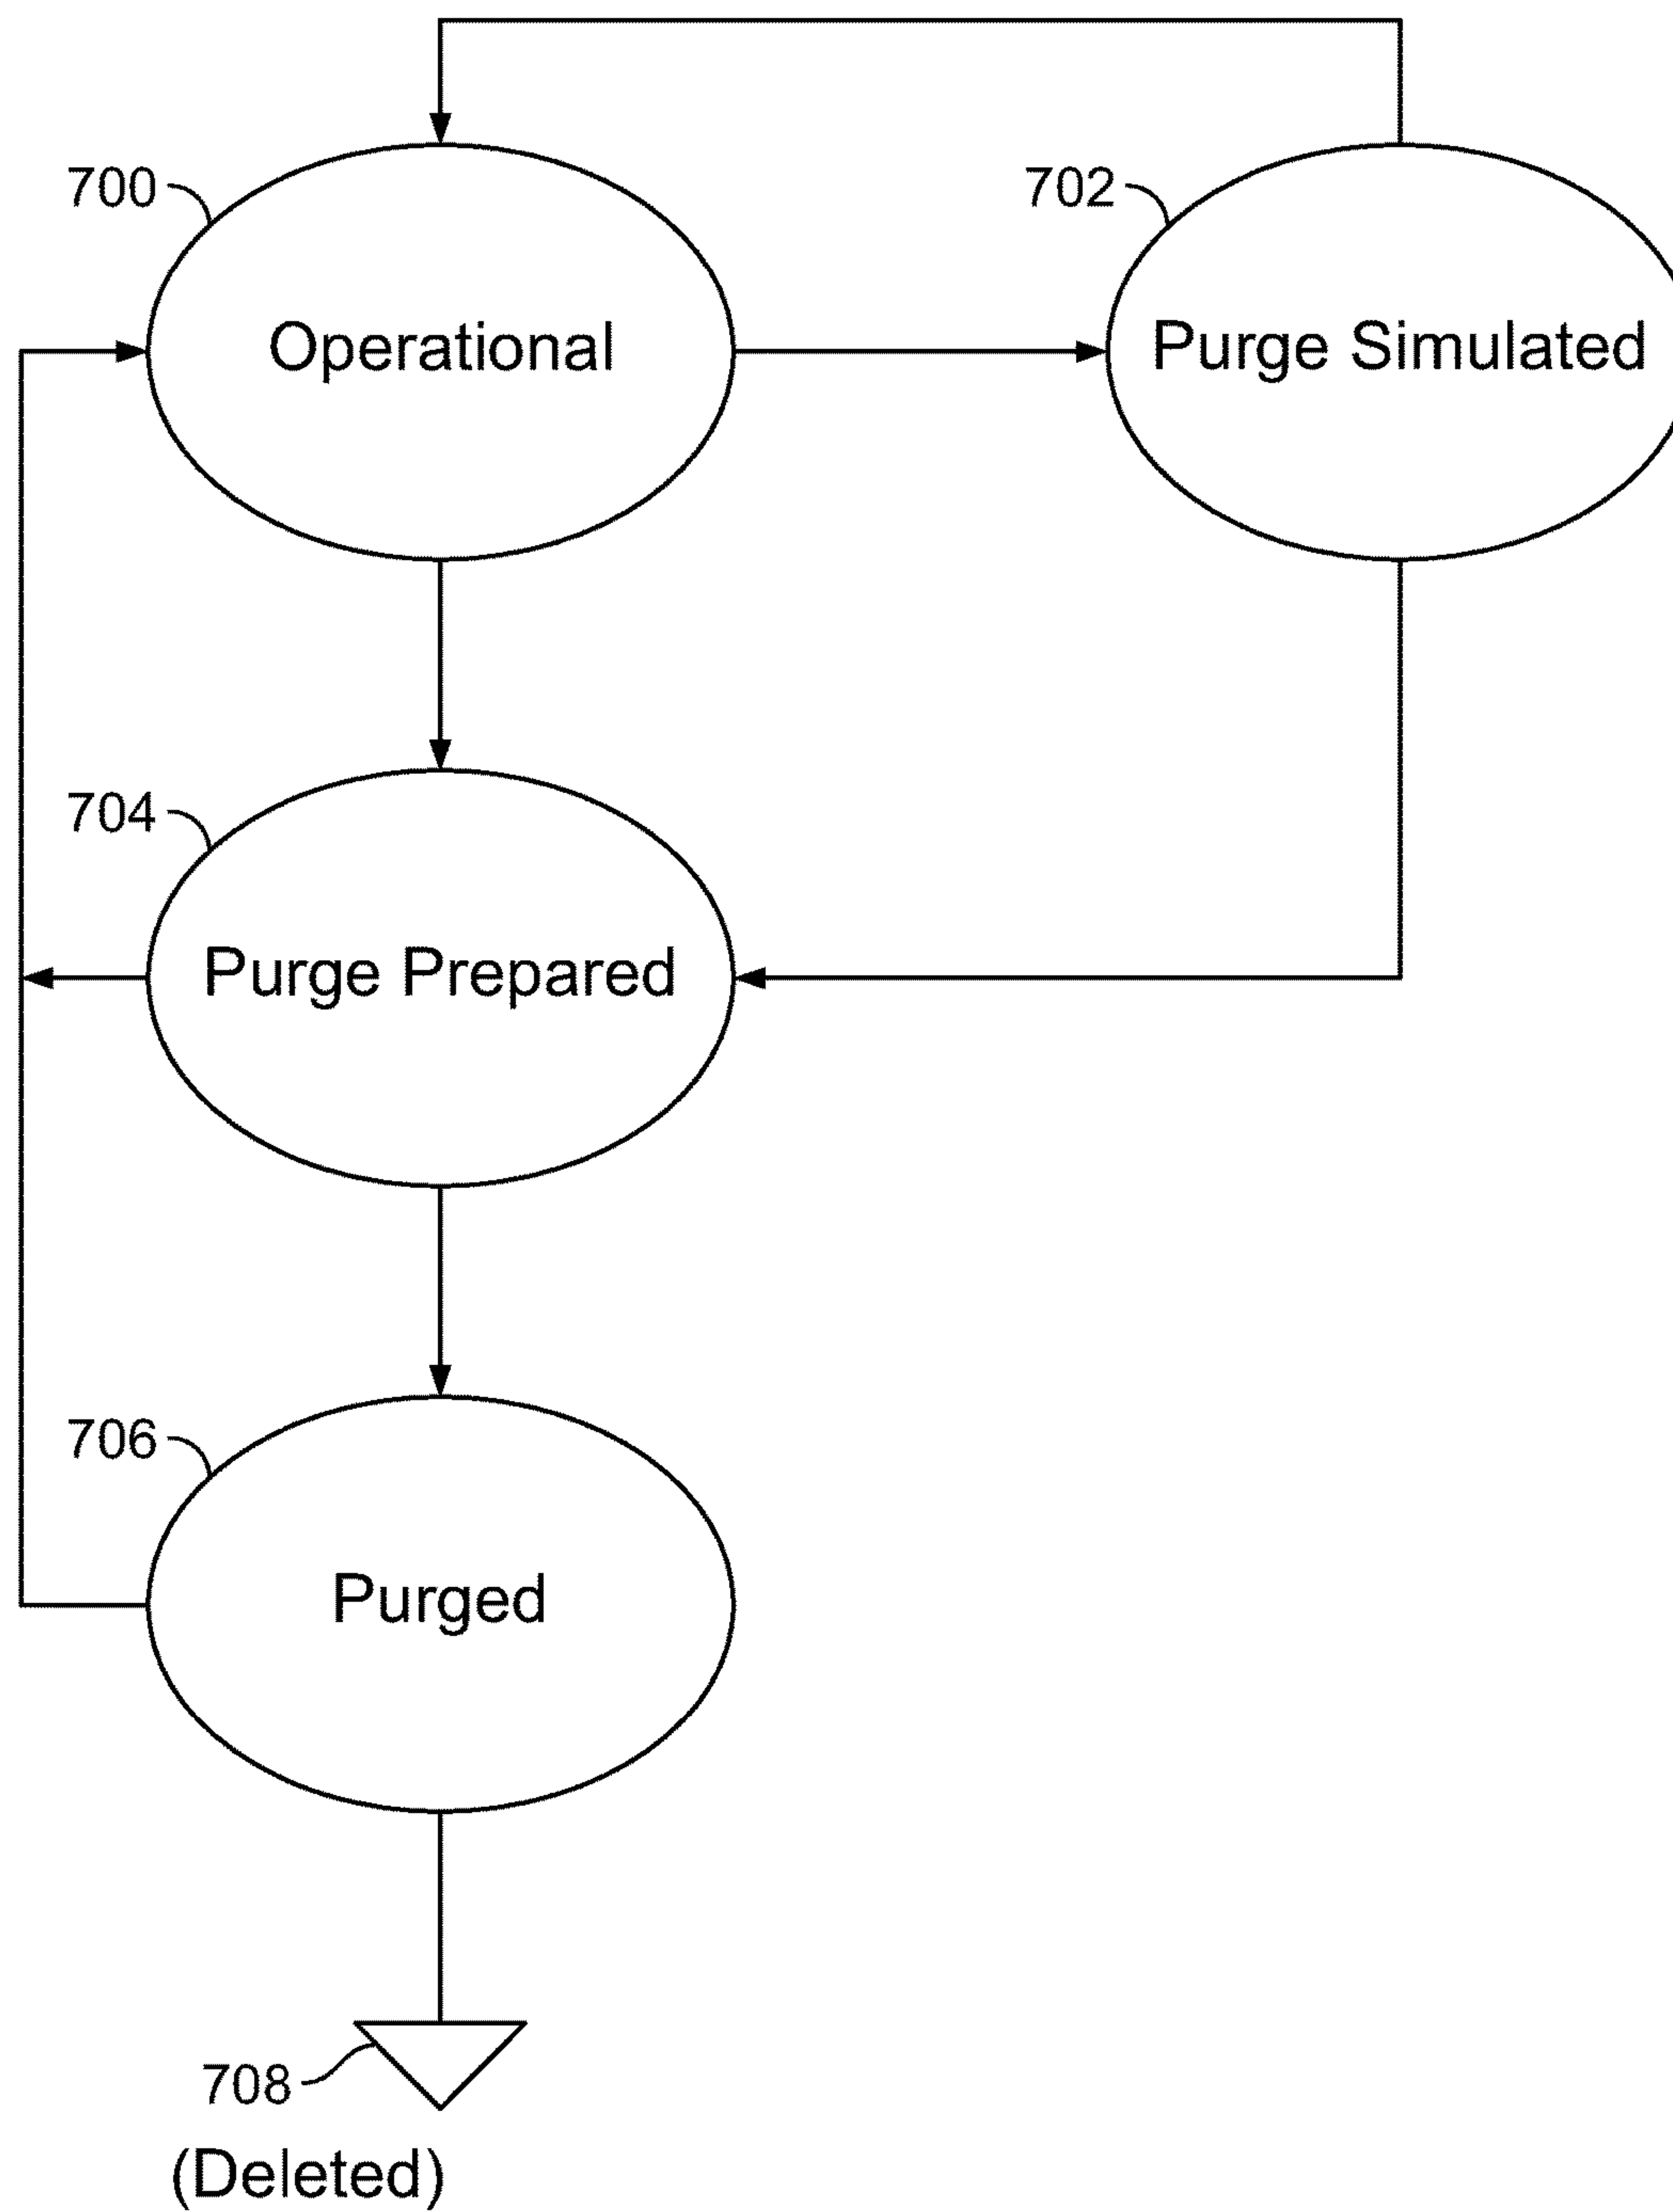 700
702
Operational
Purge Simulated
704
Purge Prepared
706
Purged
708
(Deleted)